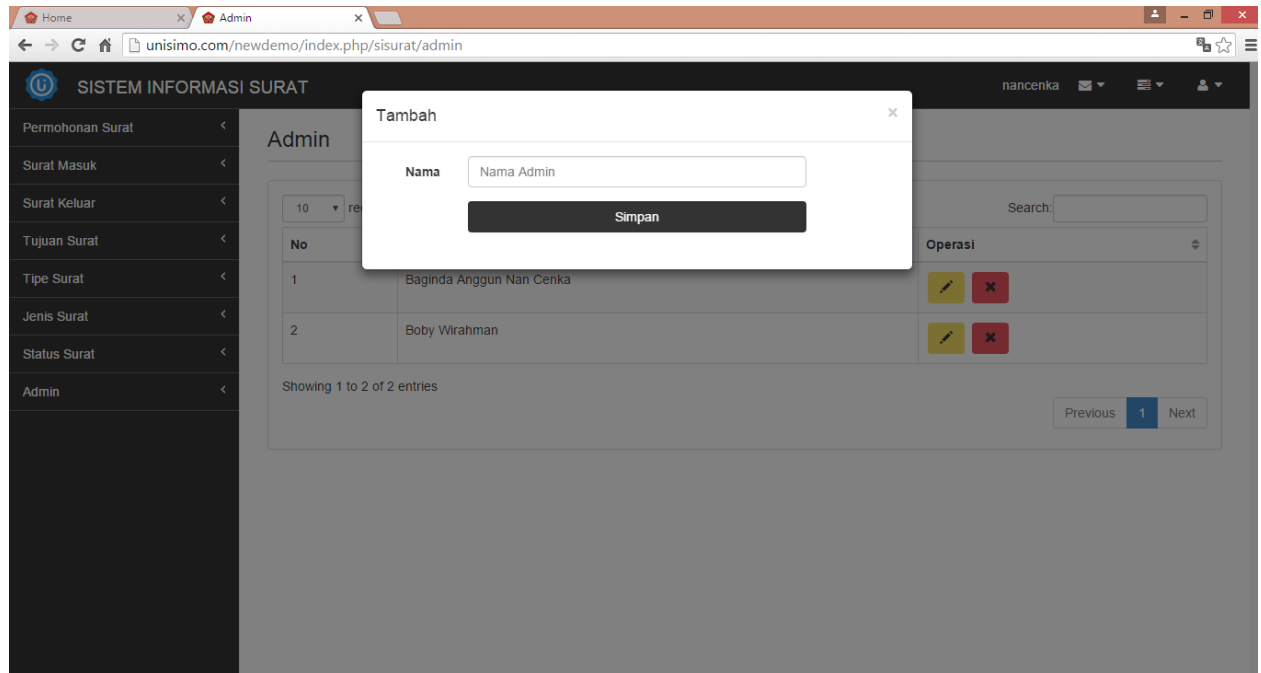 Home
Admin
unisimo.com/newdemo/index.php/sisurat/admin
SISTEM INFORMASI SURAT
nancenka
Permohonan Surat
Surat Masuk
Surat Keluar
Tujuan Surat
Tipe Surat
Jenis Surat
Status Surat
Admin
Admin
Tambah
×
Nama
Nama Admin
Simpan
10
Search:
No
Operasi
1
Baginda Anggun Nan Cenka
2
Boby Wirahman
Showing 1 to 2 of 2 entries
Previous
1
Next